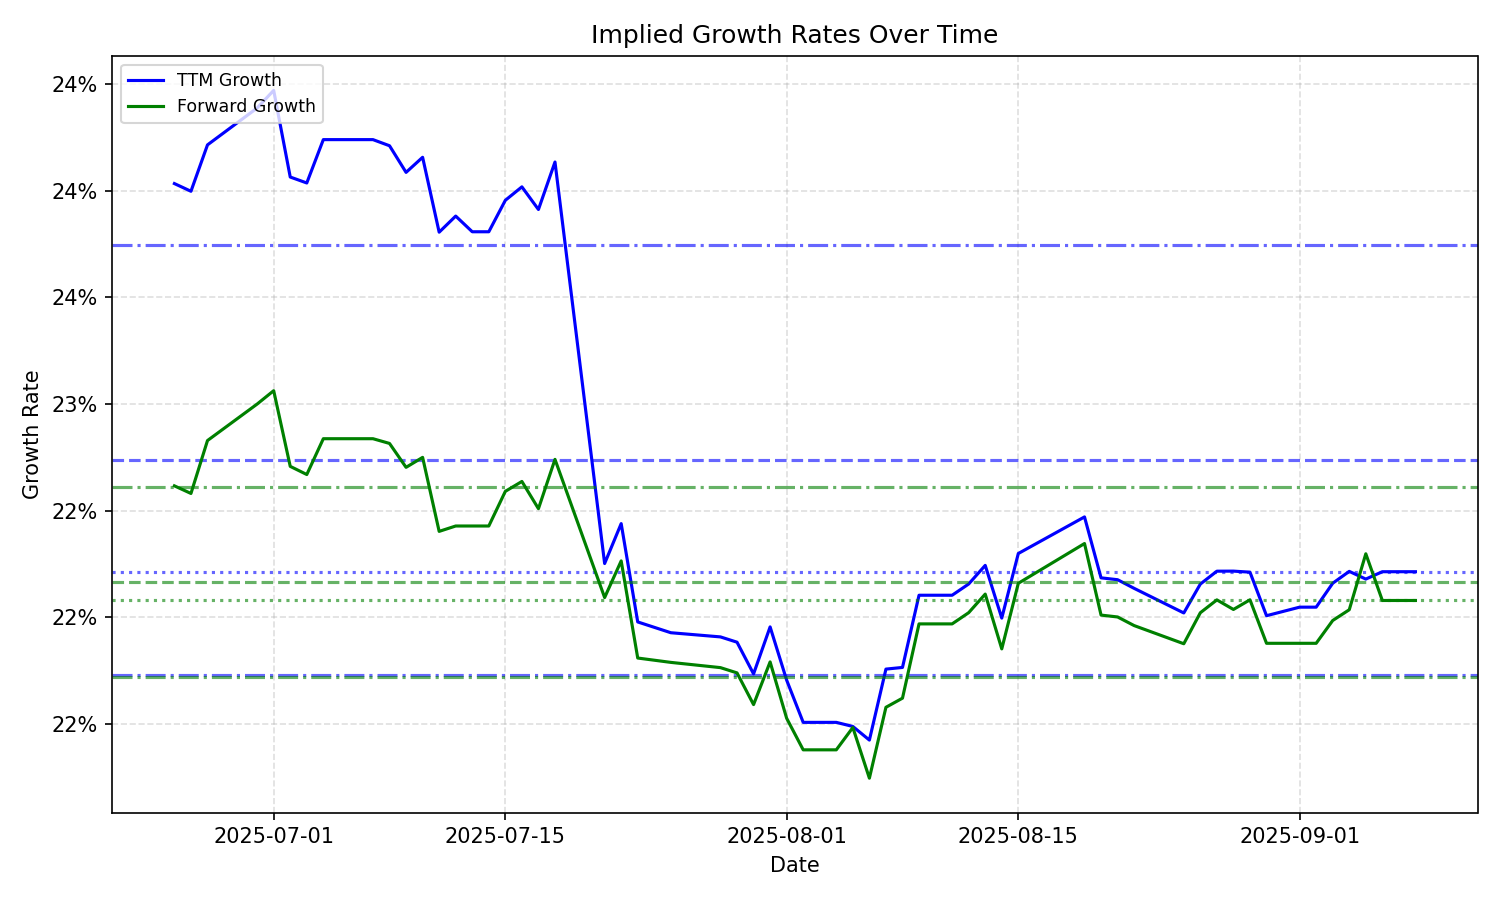 Implied Growth Rates Over Time
TTM Growth
Forward Growth
24%
24%
24%
23%
22%
22%
22%
Growth Rate
2025-07-01
2025-07-15
2025-08-01
2025-08-15
2025-09-01
Date